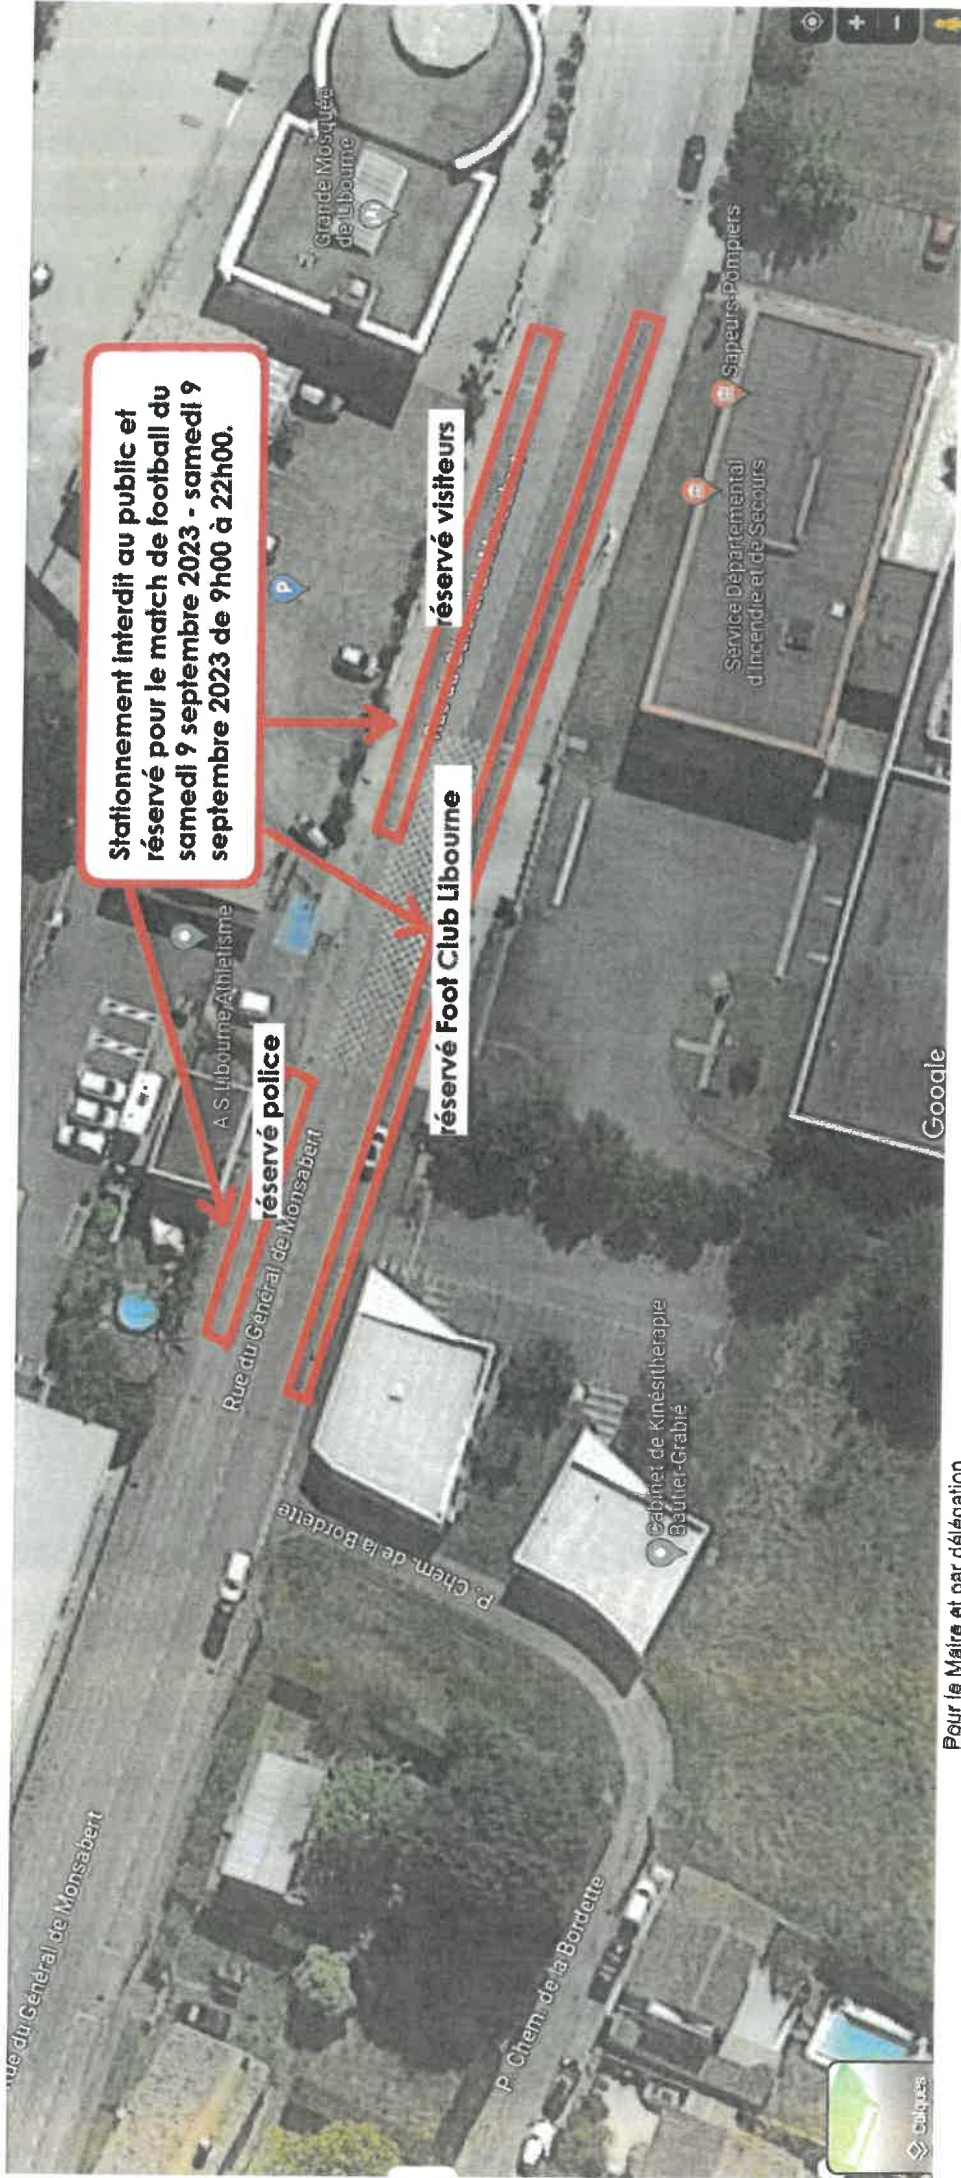 Stationnement interdit au public et
réservé pour le match de football du
samedi 9 septembre 2023 - samedi 9
septembre 2023 de 9h00 à 22h00.
Grande Mosquée
de Libourne
A.S Libourne Athlétisme
P
réservé visiteurs
réservé police
Rue du Général de Monsabert
réservé Foot Club Libourne
Sapeurs-Pompiers
Service Départemental
d'Incendie et de Secours
Rue du Général de Monsabert
P. Chem. de la Bordette
Cabinet de Kinésithérapie
Bautier-Grabié
P. Chem. de la Bordette
Google
Calques
Pour le Maire et par délégation